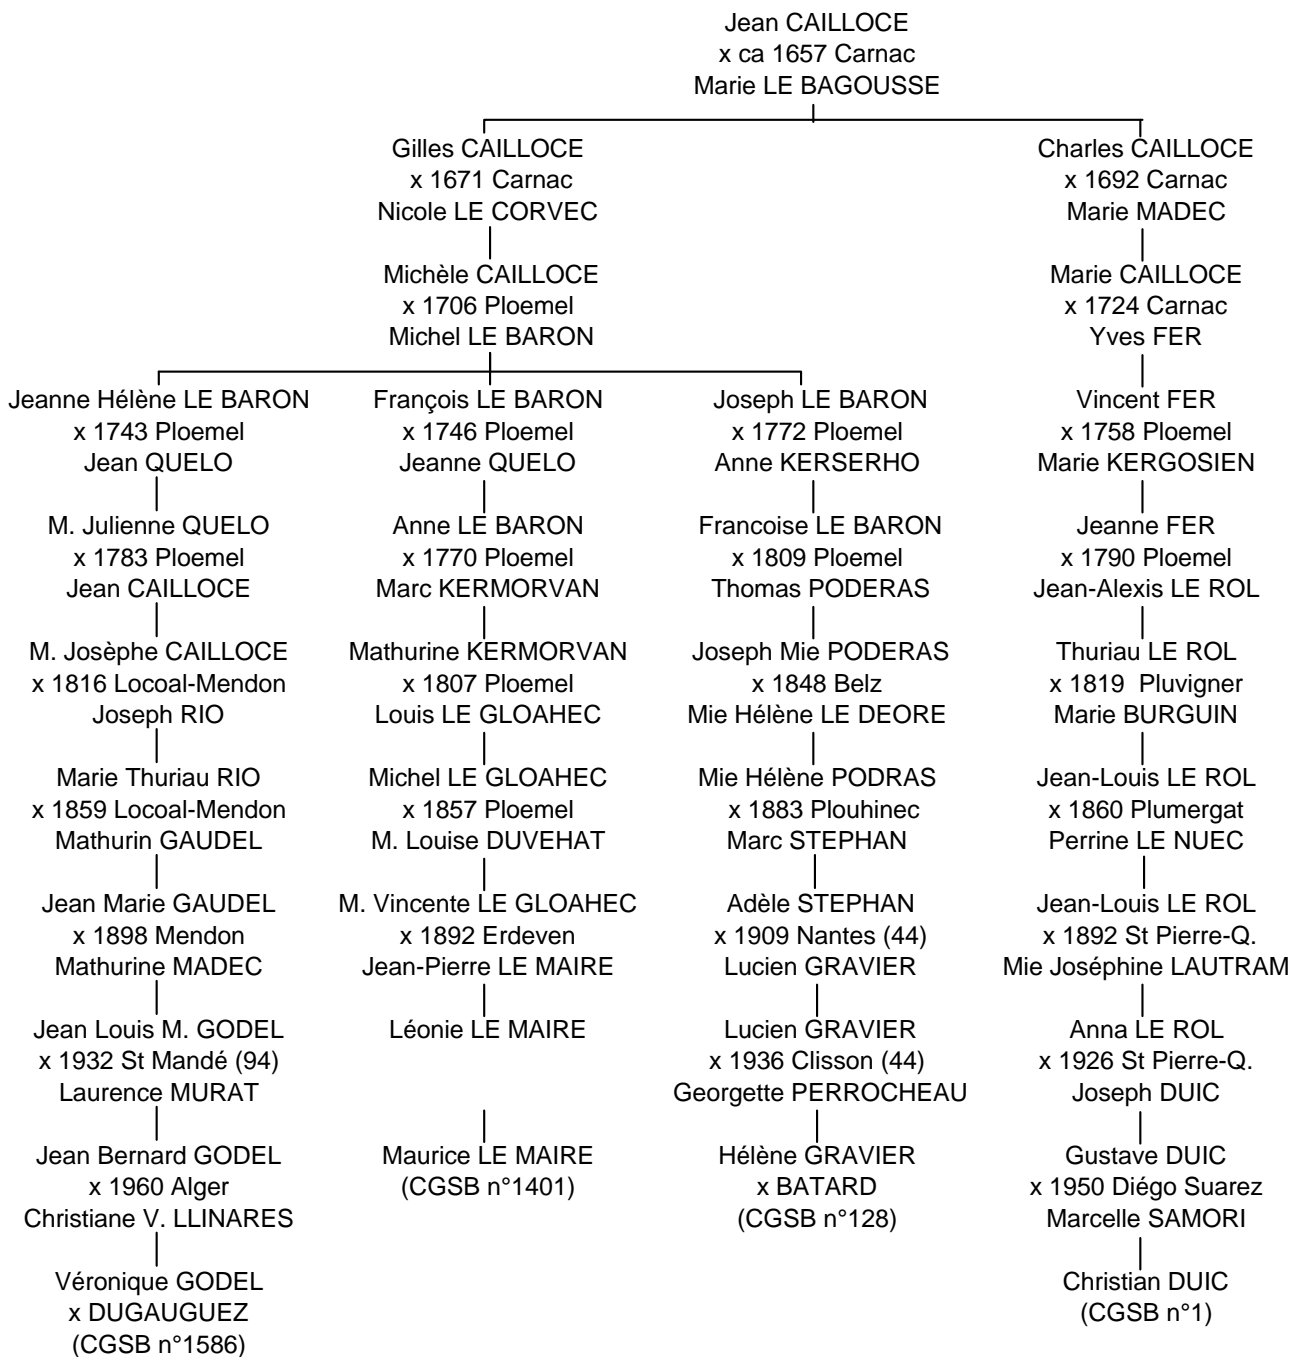 Jean CAILLOCE
x ca 1657 Carnac
Marie LE BAGOUSSE
Gilles CAILLOCE
x 1671 Carnac
Nicole LE CORVEC
Charles CAILLOCE
x 1692 Carnac
Marie MADEC
Michèle CAILLOCE
x 1706 Ploemel
Michel LE BARON
Marie CAILLOCE
x 1724 Carnac
Yves FER
Jeanne Hélène LE BARON
x 1743 Ploemel
Jean QUELO
François LE BARON
x 1746 Ploemel
Jeanne QUELO
Joseph LE BARON
x 1772 Ploemel
Anne KERSERHO
Vincent FER
x 1758 Ploemel
Marie KERGOSIEN
M. Julienne QUELO
x 1783 Ploemel
Jean CAILLOCE
Anne LE BARON
x 1770 Ploemel
Marc KERMORVAN
Francoise LE BARON
x 1809 Ploemel
Thomas PODERAS
Jeanne FER
x 1790 Ploemel
Jean-Alexis LE ROL
M. Josèphe CAILLOCE
x 1816 Locoal-Mendon
Joseph RIO
Mathurine KERMORVAN
x 1807 Ploemel
Louis LE GLOAHEC
Joseph Mie PODERAS
x 1848 Belz
Mie Hélène LE DEORE
Thuriau LE ROL
x 1819 Pluvigner
Marie BURGUIN
Marie Thuriau RIO
x 1859 Locoal-Mendon
Mathurin GAUDEL
Michel LE GLOAHEC
x 1857 Ploemel
M. Louise DUVEHAT
Mie Hélène PODRAS
x 1883 Plouhinec
Marc STEPHAN
Jean-Louis LE ROL
x 1860 Plumergat
Perrine LE NUEC
Jean Marie GAUDEL
x 1898 Mendon
Mathurine MADEC
M. Vincente LE GLOAHEC
x 1892 Erdeven
Jean-Pierre LE MAIRE
Adèle STEPHAN
x 1909 Nantes (44)
Lucien GRAVIER
Jean-Louis LE ROL
x 1892 St Pierre-Q.
Mie Joséphine LAUTRAM
Jean Louis M. GODEL
x 1932 St Mandé (94)
Laurence MURAT
Léonie LE MAIRE
Lucien GRAVIER
x 1936 Clisson (44)
Georgette PERROCHEAU
Anna LE ROL
x 1926 St Pierre-Q.
Joseph DUIC
Jean Bernard GODEL
x 1960 Alger
Christiane V. LLINARES
Maurice LE MAIRE
(CGSB n°1401)
Hélène GRAVIER
x BATARD
(CGSB n°128)
Gustave DUIC
x 1950 Diégo Suarez
Marcelle SAMORI
Véronique GODEL
x DUGAUGUEZ
(CGSB n°1586)
Christian DUIC
(CGSB n°1)